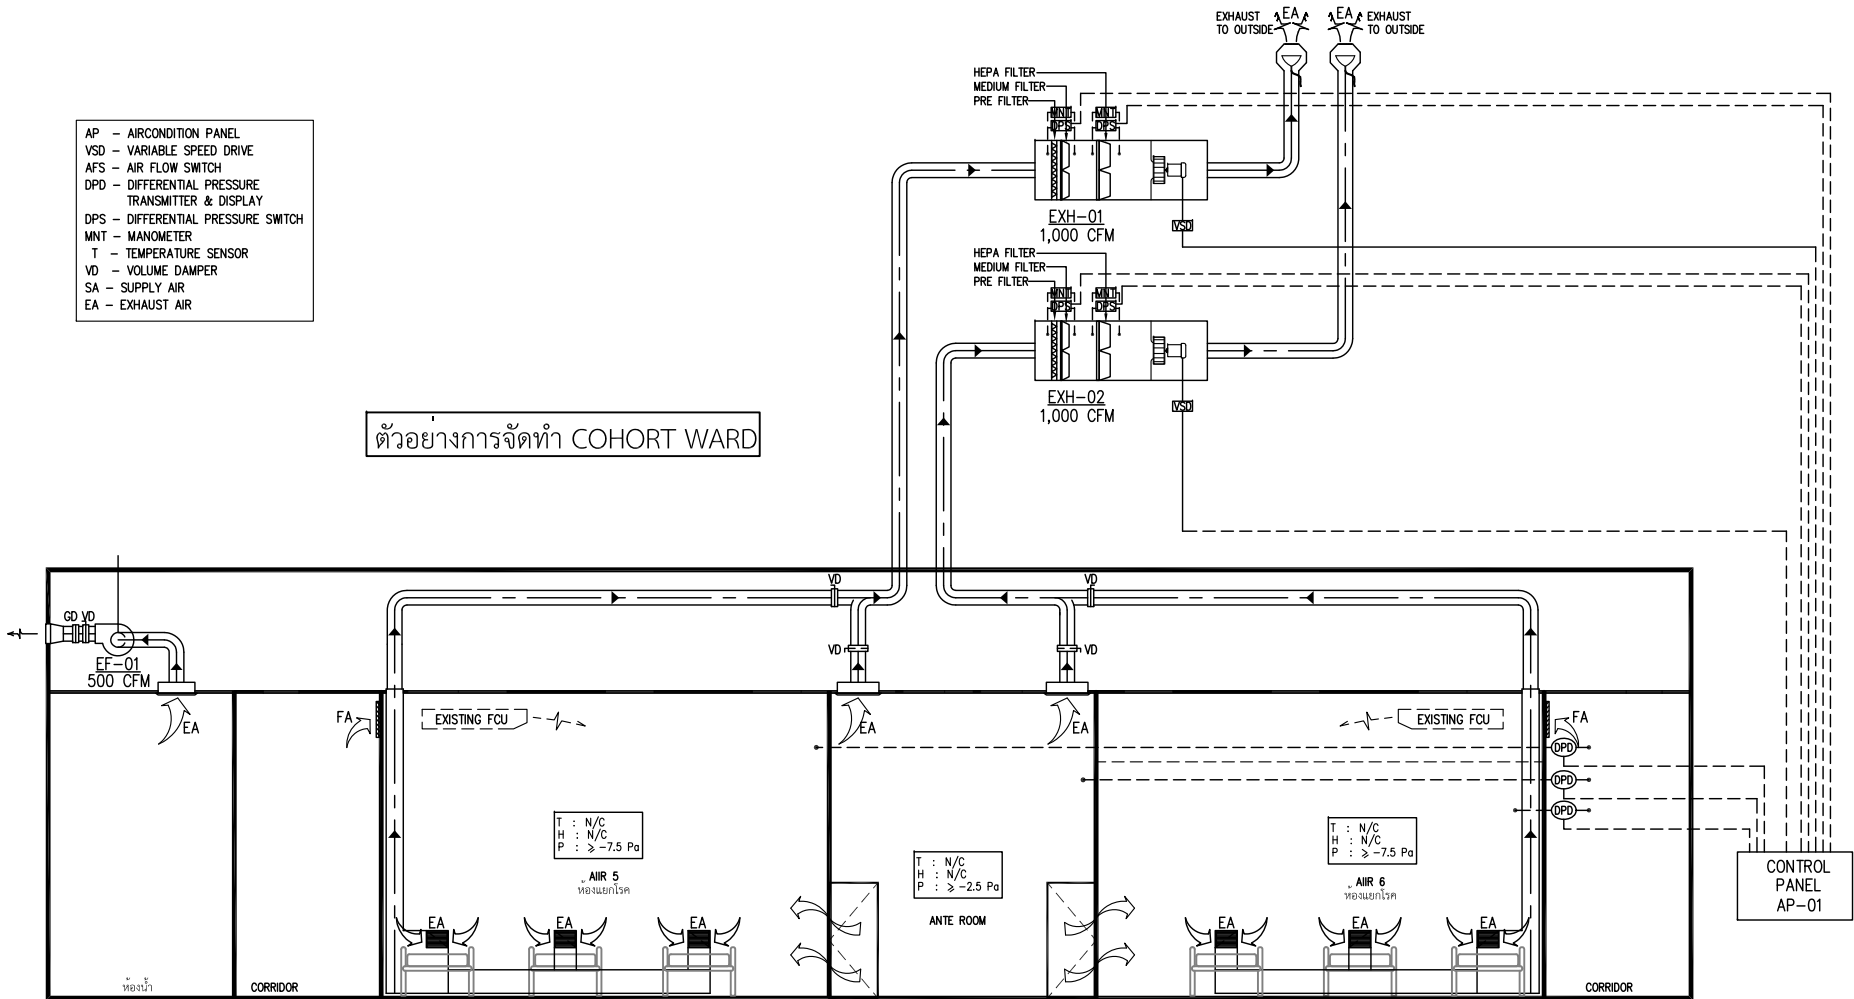 EXHAUST
TO OUTSIDE
EA
EA
EXHAUST
TO OUTSIDE
HEPA FILTER
MEDIUM FILTER
PRE FILTER
MNT
MNT
DPS
DPS
EXH-01
1,000 CFM
VSD
HEPA FILTER
MEDIUM FILTER
PRE FILTER
MNT
MNT
DPS
DPS
EXH-02
1,000 CFM
VSD
AP - AIRCONDITION PANEL
VSD - VARIABLE SPEED DRIVE
AFS - AIR FLOW SWITCH
DPD - DIFFERENTIAL PRESSURE
TRANSMITTER & DISPLAY
DPS - DIFFERENTIAL PRESSURE SWITCH
MNT - MANOMETER
T - TEMPERATURE SENSOR
VD - VOLUME DAMPER
SA - SUPPLY AIR
EA - EXHAUST AIR
ตัวอย่างการจัดทำ COHORT WARD
VD
VD
GD VD
VD
VD
EF-01
500 CFM
EA
FA
EXISTING FCU
EA
EA
EXISTING FCU
FA
DPD
DPD
DPD
T : N/C
H : N/C
P : ⩾ -7.5 Pa
AIIR 5
ห้องแยกโรค
T : N/C
H : N/C
P : ⩾ -2.5 Pa
ANTE ROOM
T : N/C
H : N/C
P : ⩾ -7.5 Pa
AIIR 6
ห้องแยกโรค
CONTROL
PANEL
AP-01
EA
EA
EA
EA
EA
EA
ห้องน้ำ
CORRIDOR
CORRIDOR